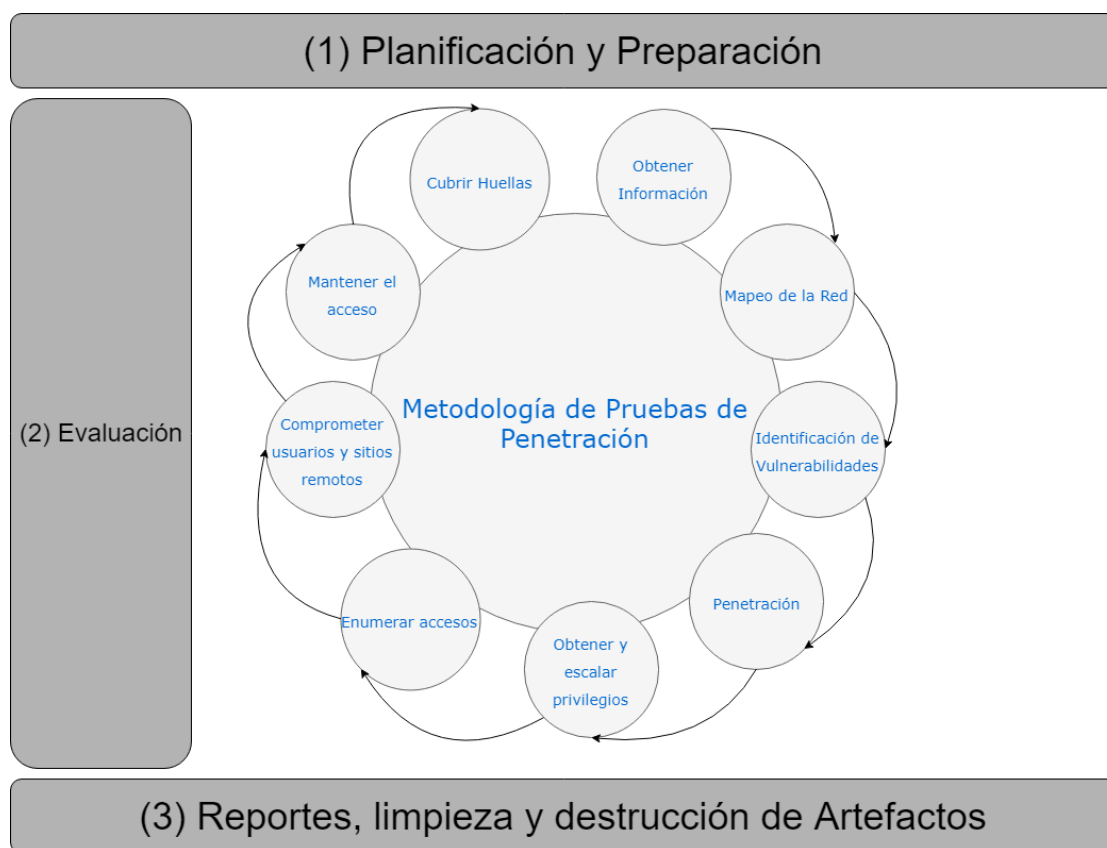 (1) Planificación y Preparación
(2) Evaluación
Obtener
Información
Mapeo de la Red
Identificación de
Vulnerabilidades
Penetración
Obtener y
escalar
privilegios
Enumerar accesos
Comprometer
usuarios y sitios
remotos
Mantener el
acceso
Cubrir Huellas
Metodología de Pruebas de
Penetración
(3) Reportes, limpieza y destrucción de Artefactos